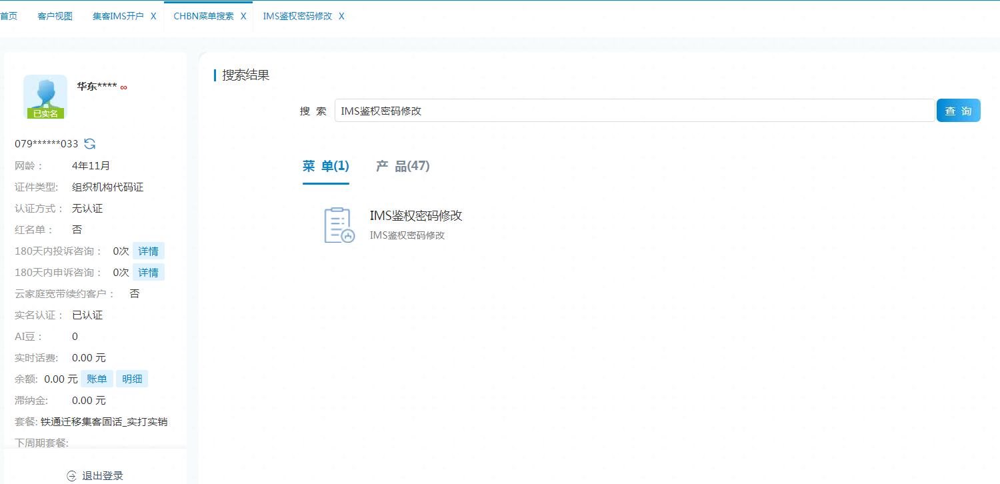 首页 客户视图 集客IMS开户 X CHBN菜单搜索 X IMS鉴权密码修改 X
华东**** ∞
已实名
079******033
网龄： 4年11月
证件类型: 组织机构代码证
认证方式： 无认证
红名单： 否
180天内投诉咨询： 0次 详情
180天内申诉咨询： 0次 详情
云家庭宽带续约客户： 否
实名认证： 已认证
AI豆： 0
实时话费: 0.00 元
余额: 0.00 元 账单 明细
滞纳金: 0.00 元
套餐: 铁通迁移集客固话_实打实销
下周期套餐:
退出登录
搜索结果
搜 索 IMS鉴权密码修改 查 询
菜 单(1) 产 品(47)
IMS鉴权密码修改
IMS鉴权密码修改